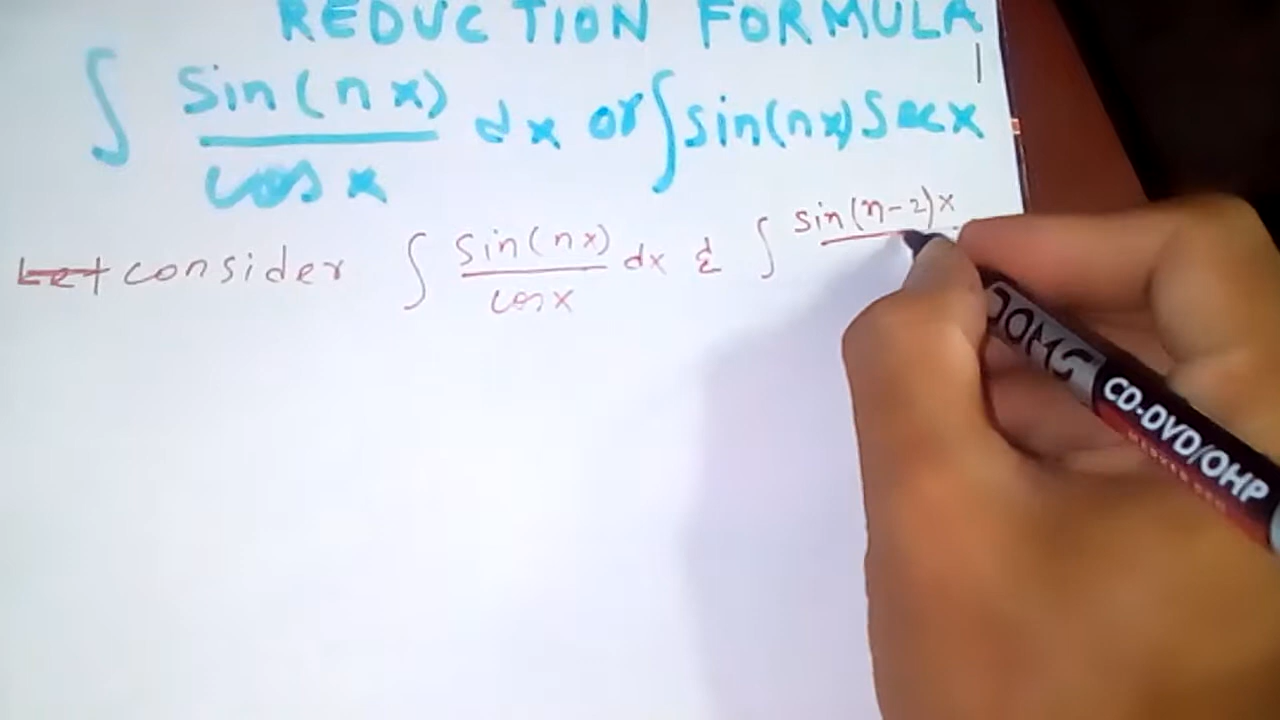 REDUCTION FORMULA
∫ Sin(nx)/cos x dx or ∫ sin(nx) Sec x
Let consider ∫ Sin(nx)/cos x dx & ∫ sin(n-2)x
JOMG CD-DVD/OHP